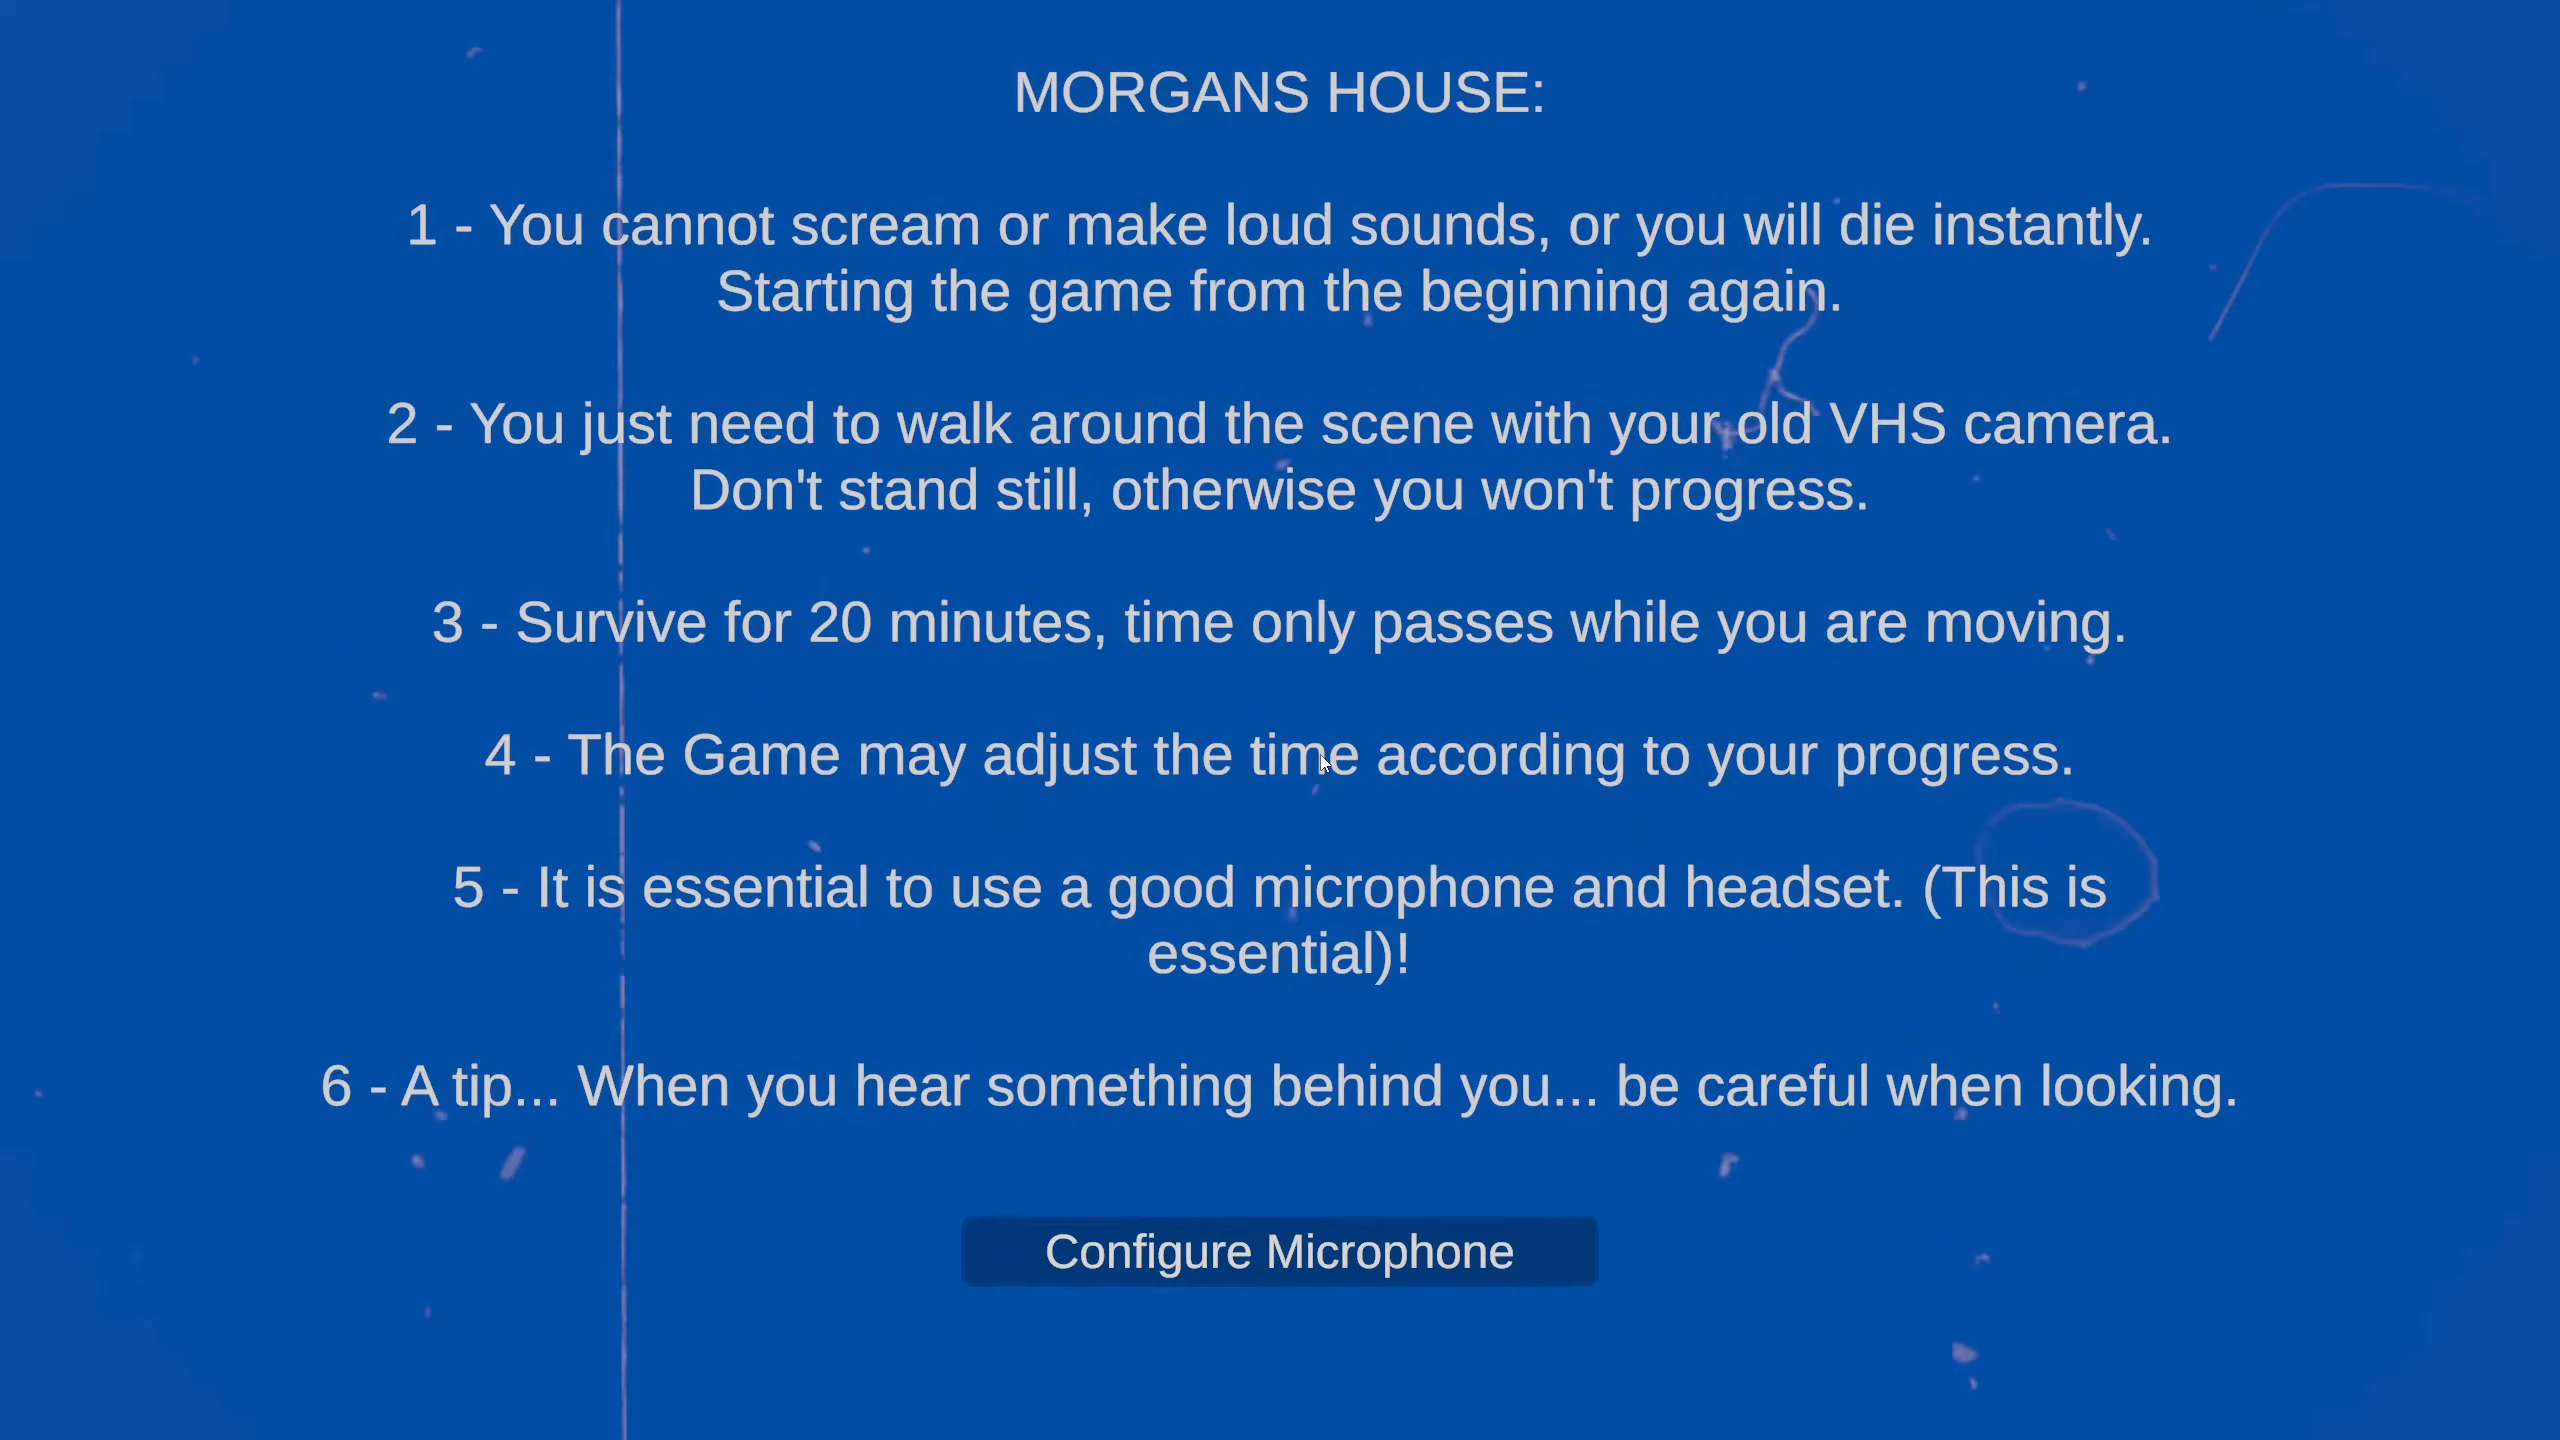 MORGANS HOUSE:
1 - You cannot scream or make loud sounds, or you will die instantly.
Starting the game from the beginning again.
2 - You just need to walk around the scene with your old VHS camera.
Don't stand still, otherwise you won't progress.
3 - Survive for 20 minutes, time only passes while you are moving.
4 - The Game may adjust the time according to your progress.
5 - It is essential to use a good microphone and headset. (This is
essential)!
6 - A tip... When you hear something behind you... be careful when looking.
Configure Microphone